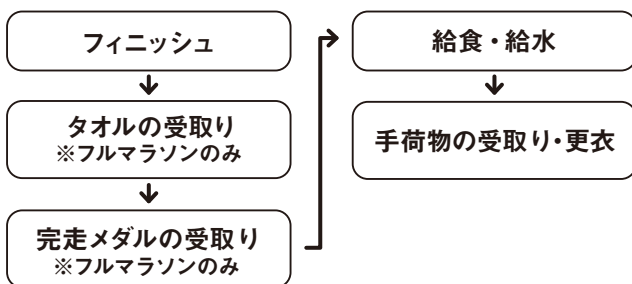 フィニッシュ
タオルの受取り
※フルマラソンのみ
完走メダルの受取り
※フルマラソンのみ
給食・給水
手荷物の受取り・更衣